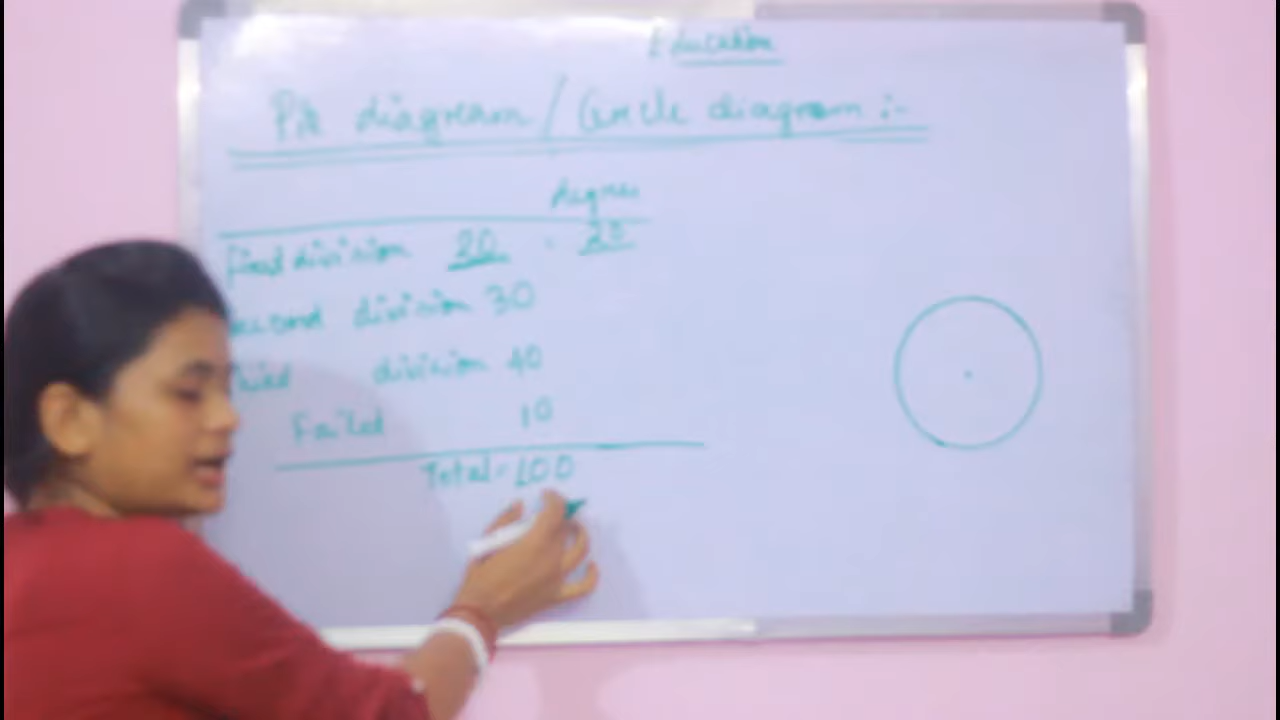 Education
Pie diagram / Circle diagram :-
degree
First division 20 - 20
Second division 30
Third division 40
Failed 10
Total - 100